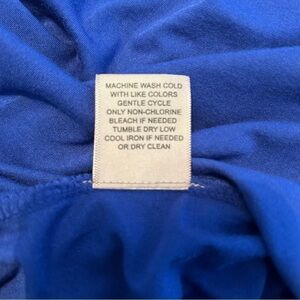 MACHINE WASH COLD
WITH LIKE COLORS
GENTLE CYCLE
ONLY NON-CHLORINE
BLEACH IF NEEDED
TUMBLE DRY LOW
COOL IRON IF NEEDED
OR DRY CLEAN